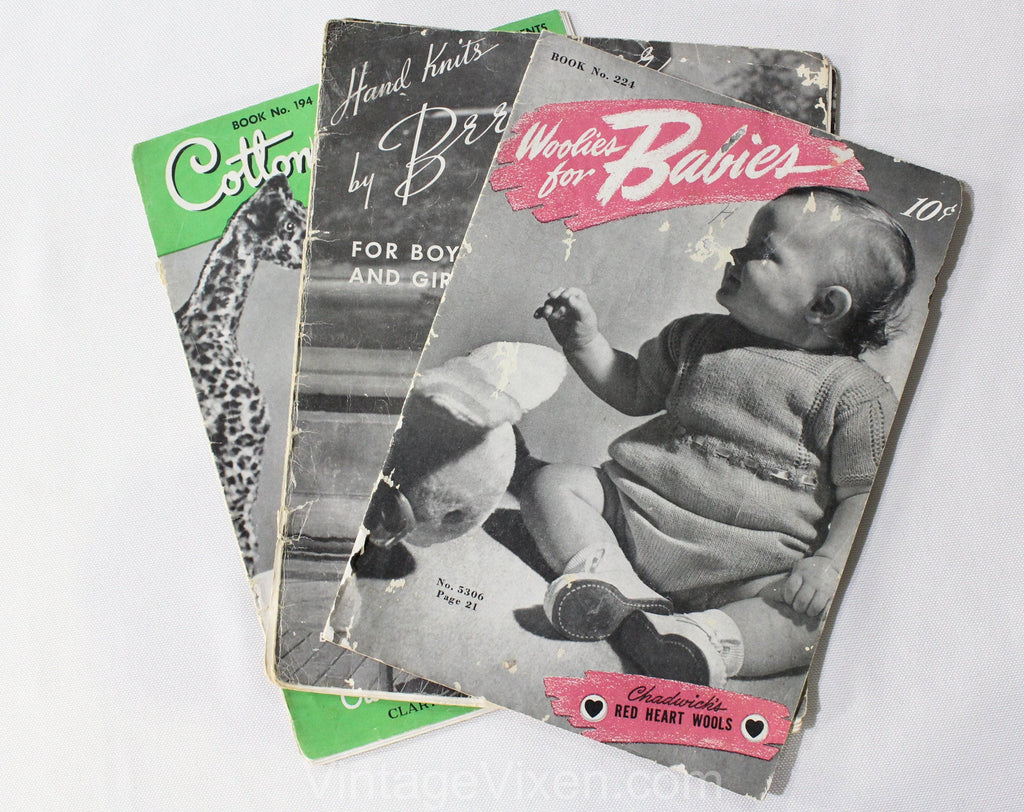 BOOK No. 194
Cotton
Hand Knits
by
FOR BOY
AND GIR
BOOK No. 224
Woolies
for Babies
10¢
No. 5306
Page 21
Chadwick's
RED HEART WOOLS
VintageVixen.com